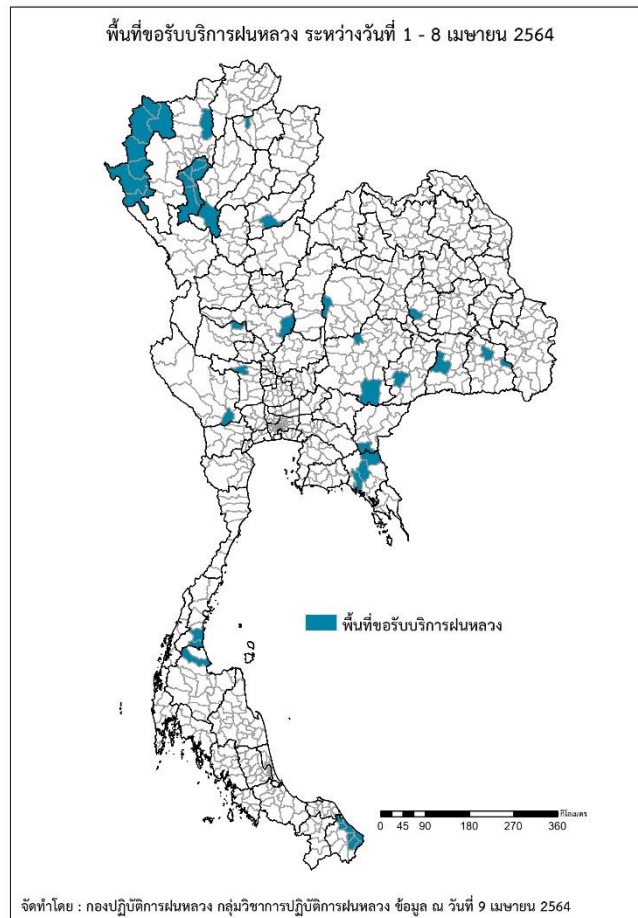 พื้นที่ขอรับบริการฝนหลวง ระหว่างวันที่ 1 - 8 เมษายน 2564
พื้นที่ขอรับบริการฝนหลวง
กิโลเมตร
0 45 90 180 270 360
จัดทำโดย : กองปฏิบัติการฝนหลวง กลุ่มวิชาการปฏิบัติการฝนหลวง ข้อมูล ณ วันที่ 9 เมษายน 2564